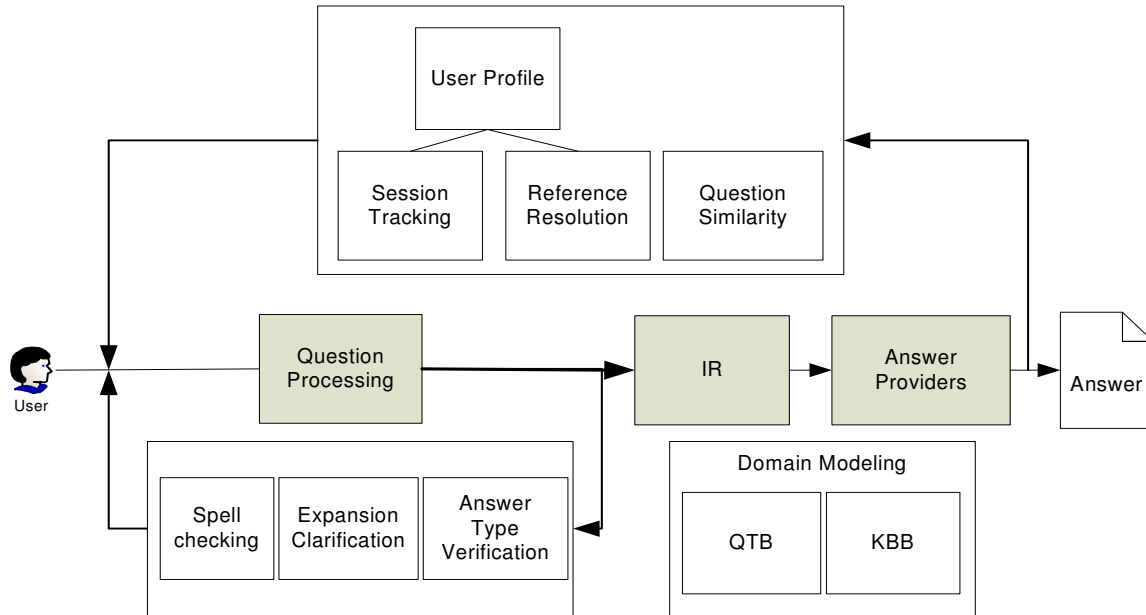 User Profile
Session
Tracking
Reference
Resolution
Question
Similarity
User
Question
Processing
IR
Answer
Providers
Answer
Spell
checking
Expansion
Clarification
Answer
Type
Verification
Domain Modeling
QTB
KBB